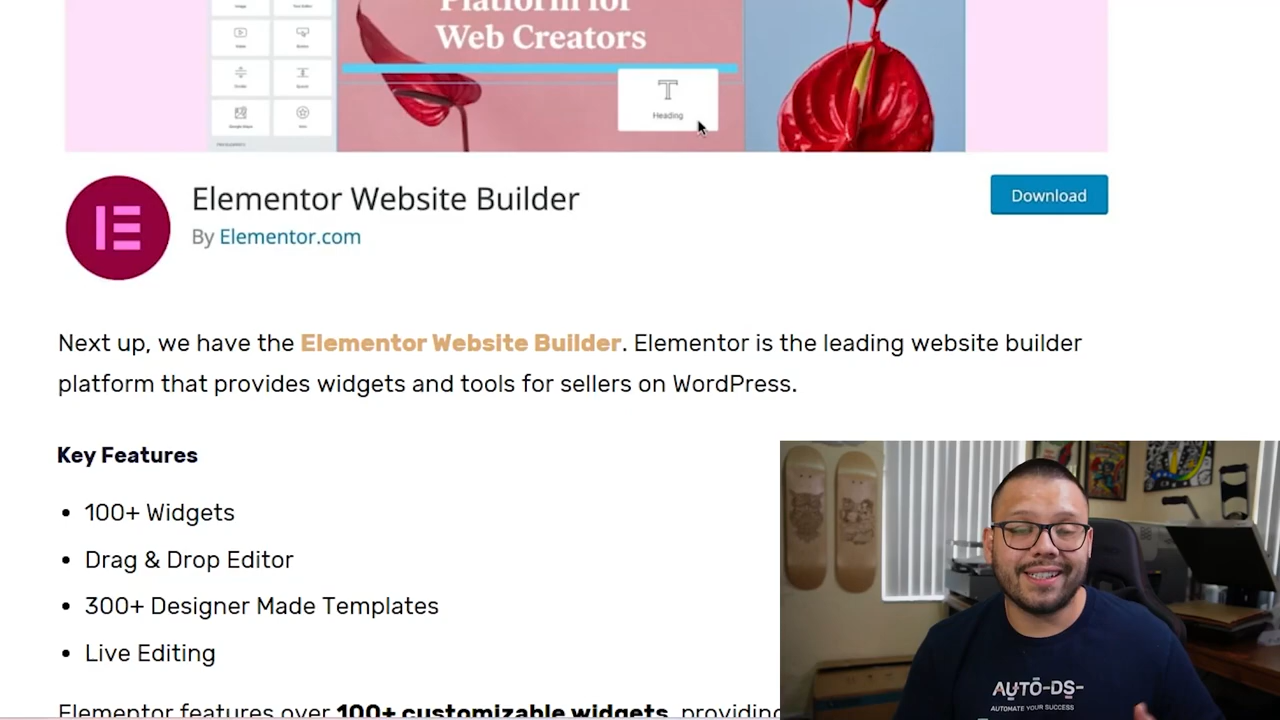 Platform for
Web Creators
Heading
Elementor Website Builder
Download
By Elementor.com
Next up, we have the Elementor Website Builder. Elementor is the leading website builder
platform that provides widgets and tools for sellers on WordPress.
Key Features
100+ Widgets
Drag & Drop Editor
300+ Designer Made Templates
Live Editing
Elementor features over 100+ customizable widgets, providing
AUTO-DS-
AUTOMATE YOUR SUCCESS